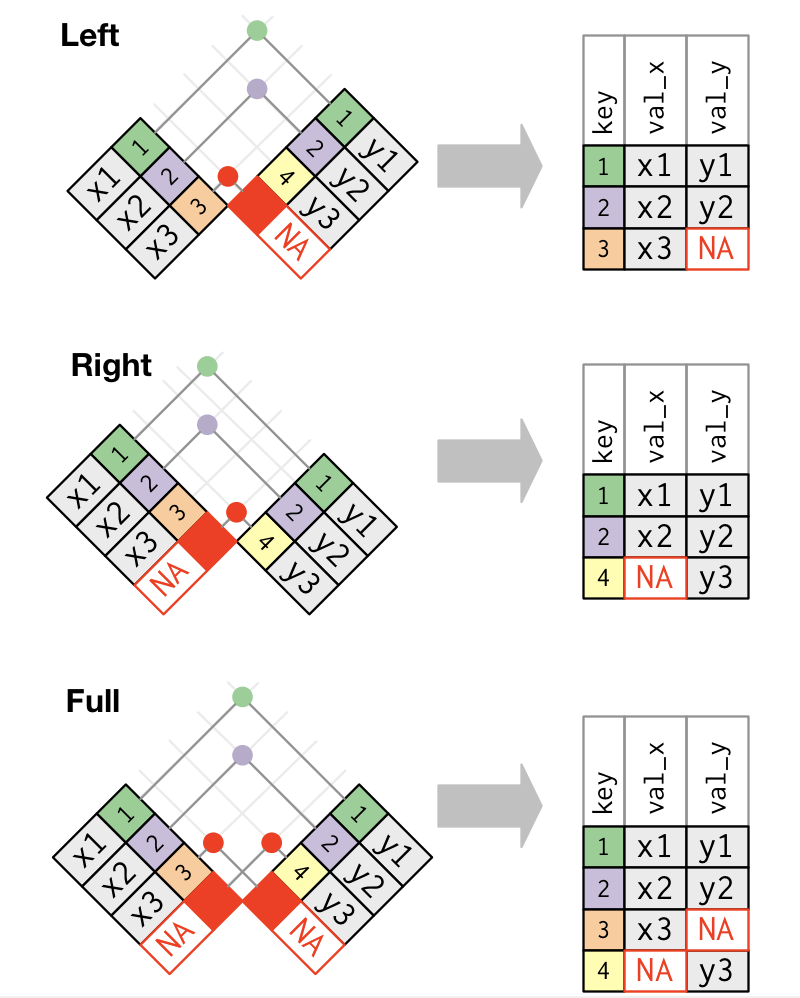 Left
1 x1
2 x2
3 x3
1 y1
2 y2
4 y3
NA
key val_x val_y
1 x1 y1
2 x2 y2
3 x3 NA
Right
1 x1
2 x2
3 x3
NA
1 y1
2 y2
4 y3
key val_x val_y
1 x1 y1
2 x2 y2
4 NA y3
Full
1 x1
2 x2
3 x3
NA
1 y1
2 y2
4 y3
NA
key val_x val_y
1 x1 y1
2 x2 y2
3 x3 NA
4 NA y3